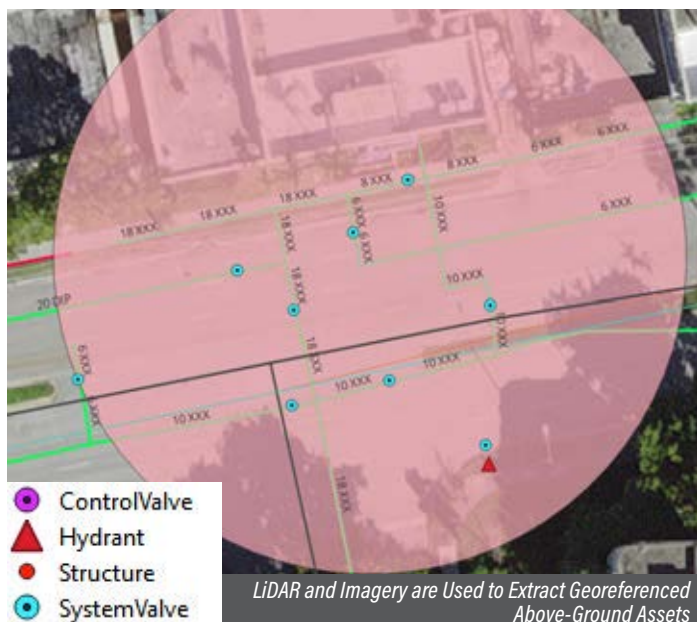 6 XXX
6 XXX
8 XXX
8 XXX
18 XXX
18 XXX
18 XXX
6 XXX
6 XXX
10 XXX
6 XXX
18 XXX
18 XXX
10 XXX
20 DIP
10 XXX
6 XXX
18 XXX
10 XXX
10 XXX
XXX
10 XXX
18 XXX
ControlValve
Hydrant
Structure
SystemValve
LiDAR and Imagery are Used to Extract Georeferenced
Above-Ground Assets